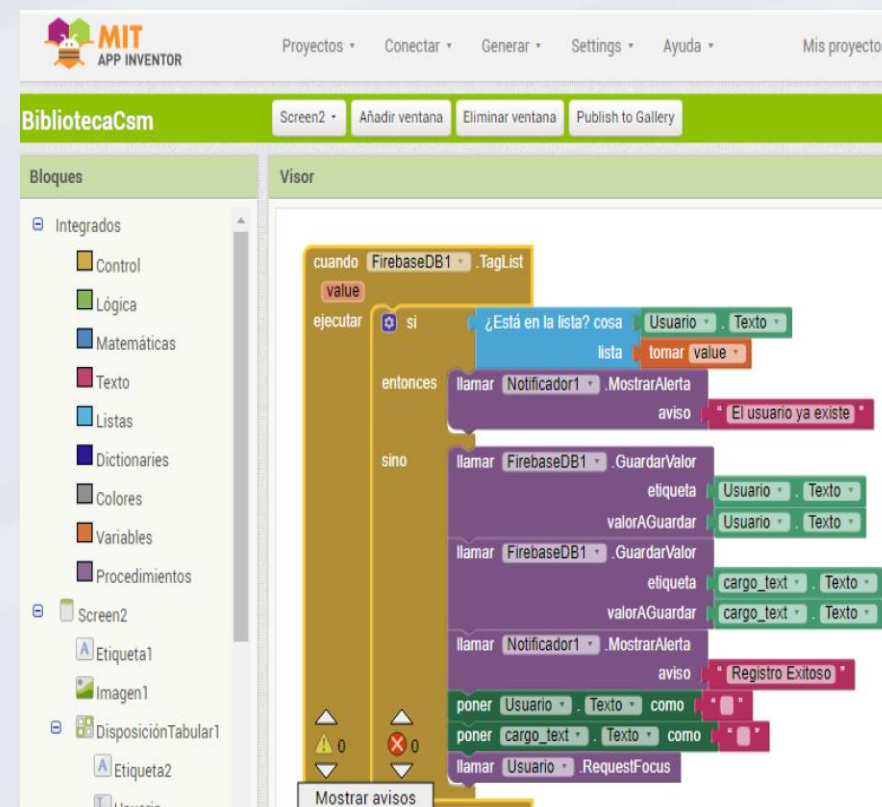 MIT
APP INVENTOR
Proyectos Conectar Generar Settings Ayuda Mis proyecto
BibliotecaCsm
Screen2 Añadir ventana Eliminar ventana Publish to Gallery
Bloques
Visor
Integrados
Control
Lógica
Matemáticas
Texto
Listas
Dictionaries
Colores
Variables
Procedimientos
Screen2
Etiqueta1
Imagen1
DisposiciónTabular1
Etiqueta2
Usuario
cuando FirebaseDB1 .TagList
value
ejecutar si ¿Está en la lista? cosa Usuario . Texto
lista tomar value
entonces llamar Notificador1 .MostrarAlerta
aviso " El usuario ya existe "
sino llamar FirebaseDB1 .GuardarValor
etiqueta Usuario . Texto
valorAGuardar Usuario . Texto
llamar FirebaseDB1 .GuardarValor
etiqueta cargo_text . Texto
valorAGuardar cargo_text . Texto
llamar Notificador1 .MostrarAlerta
aviso " Registro Exitoso "
poner Usuario . Texto como " "
poner cargo_text . Texto como " "
llamar Usuario .RequestFocus
0 0
Mostrar avisos